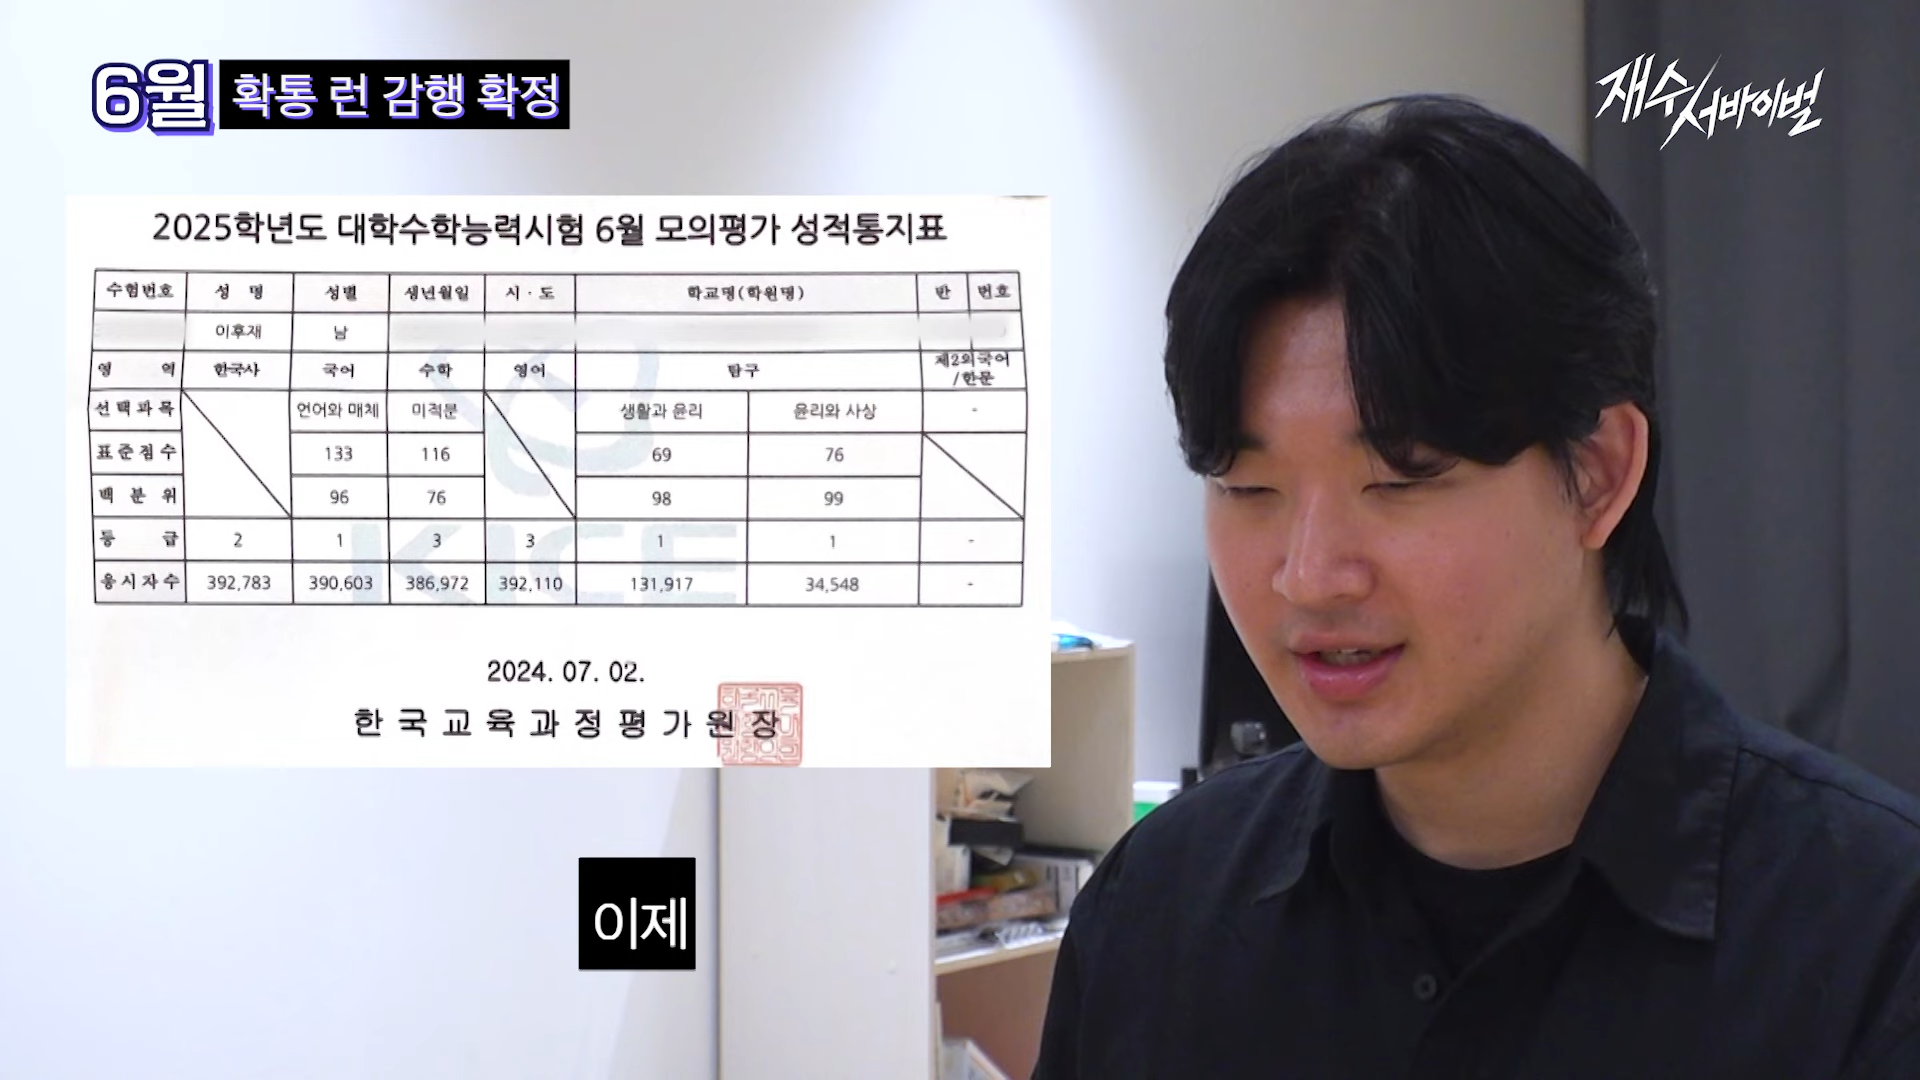 6월 확통 런 감행 확정
재수서바이벌
2025학년도 대학수학능력시험 6월 모의평가 성적통지표
수험번호 성 명 성별 생년월일 시·도 학교명(학원명) 반 번호
이후재 남
영 역 한국사 국어 수학 영어 탐구 제2외국어/한문
선택과목 언어와 매체 미적분 생활과 윤리 윤리와 사상 -
표준점수 133 116 69 76
백 분 위 96 76 98 99
등 급 2 1 3 3 1 1 -
응시자수 392,783 390,603 386,972 392,110 131,917 34,548 -
KICE
2024. 07. 02.
한국교육과정평가원장
이제